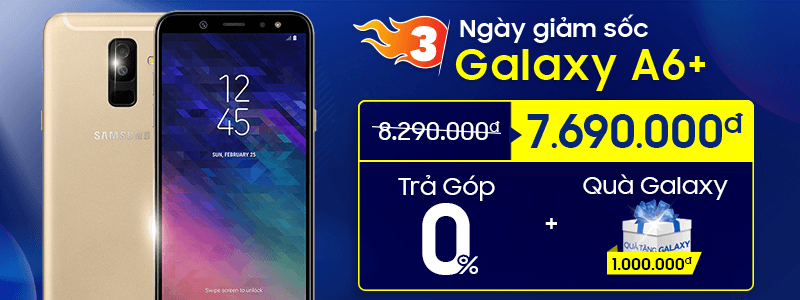 SAMSUNG
12
45
SUN, FEBRUARY 25
Swipe screen to unlock
3 Ngày giảm sốc
Galaxy A6+
8.290.000đ 7.690.000đ
Trả Góp
0%
+
Quà Galaxy
QUÀ TẶNG GALAXY
1.000.000đ